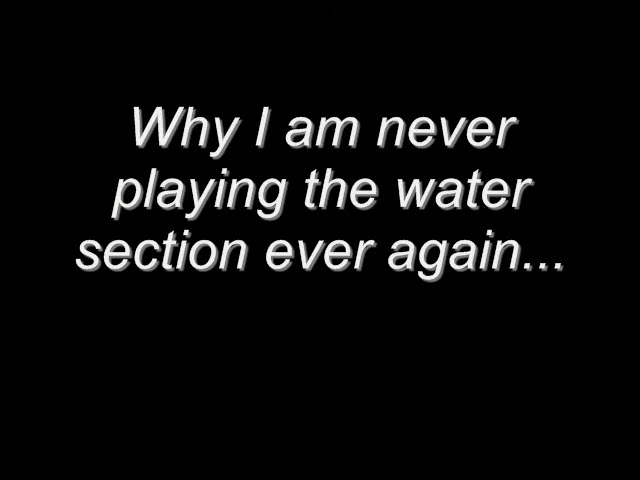 Why I am never
playing the water
section ever again...